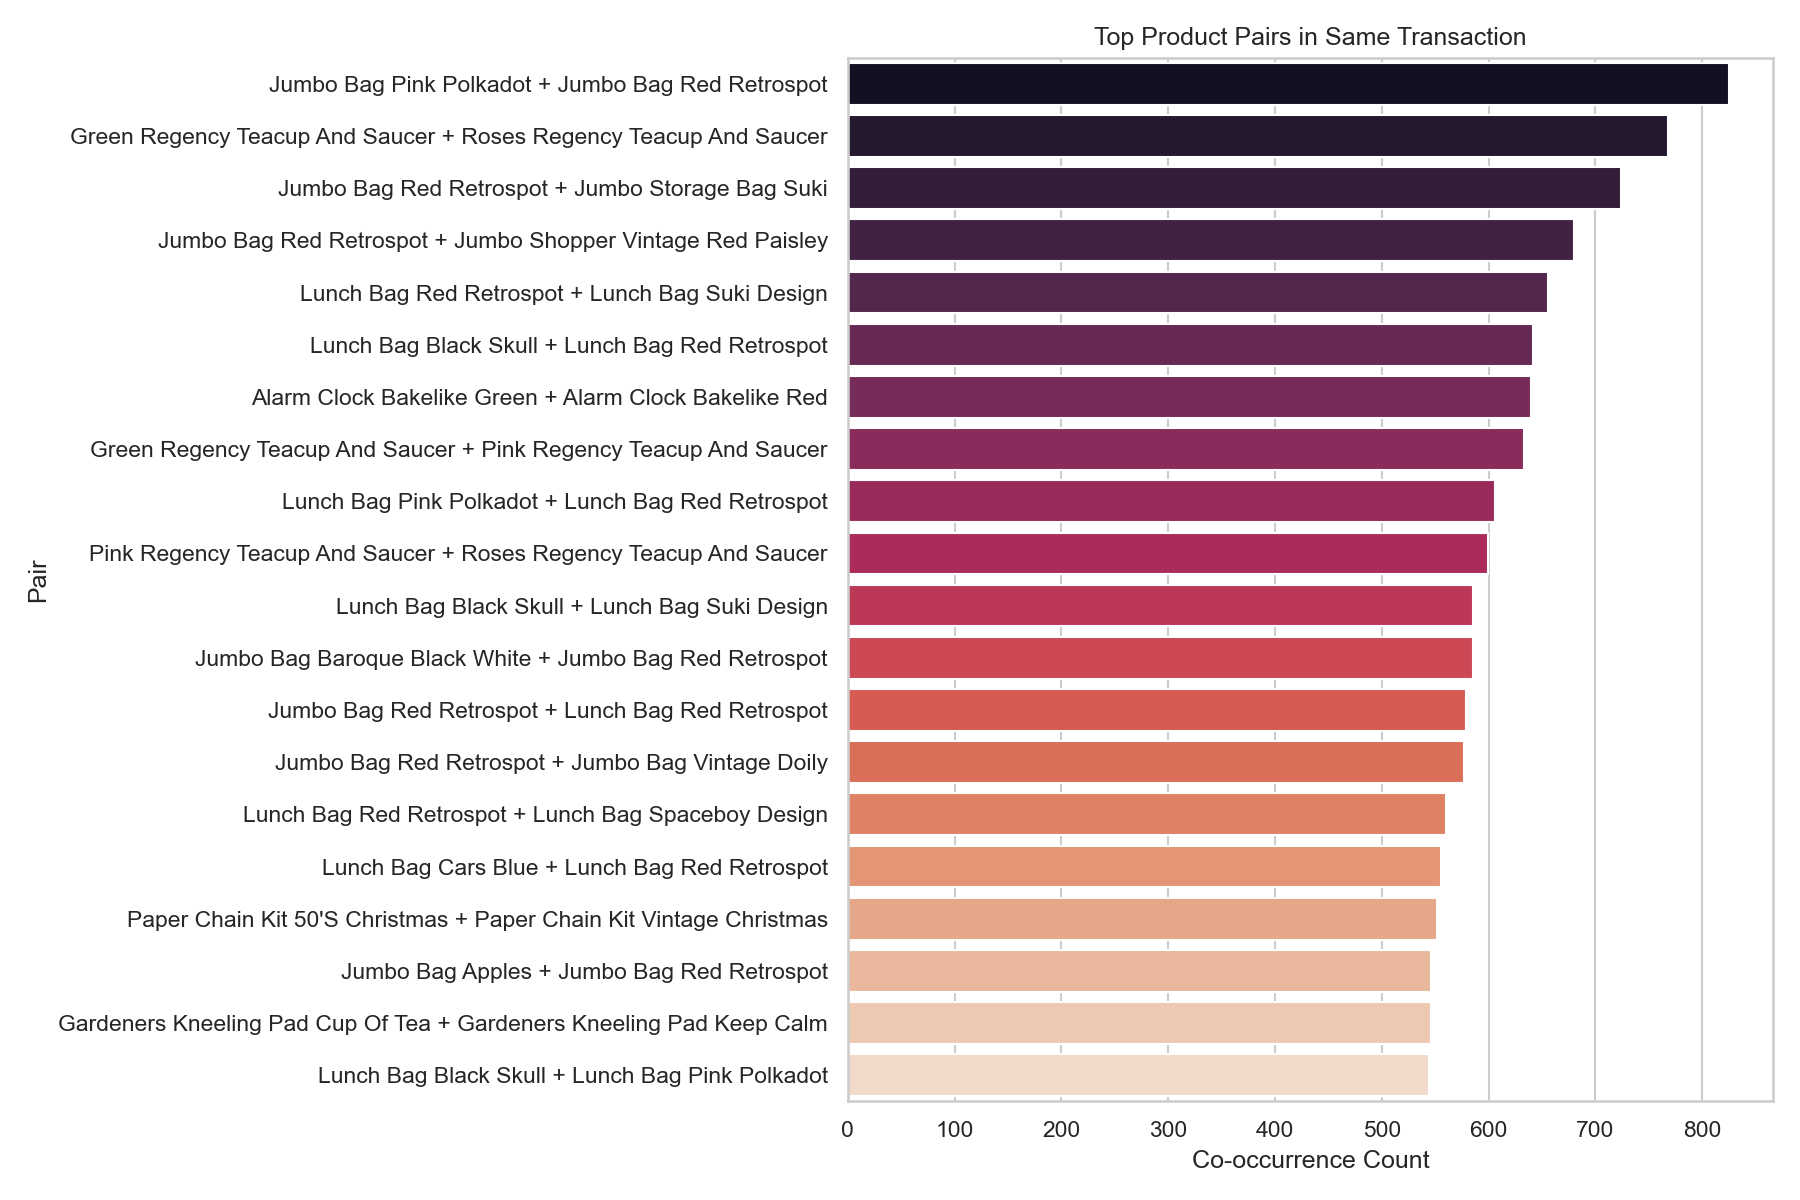 Top Product Pairs in Same Transaction
Jumbo Bag Pink Polkadot + Jumbo Bag Red Retrospot
Green Regency Teacup And Saucer + Roses Regency Teacup And Saucer
Jumbo Bag Red Retrospot + Jumbo Storage Bag Suki
Jumbo Bag Red Retrospot + Jumbo Shopper Vintage Red Paisley
Lunch Bag Red Retrospot + Lunch Bag Suki Design
Lunch Bag Black Skull + Lunch Bag Red Retrospot
Alarm Clock Bakelike Green + Alarm Clock Bakelike Red
Green Regency Teacup And Saucer + Pink Regency Teacup And Saucer
Lunch Bag Pink Polkadot + Lunch Bag Red Retrospot
Pink Regency Teacup And Saucer + Roses Regency Teacup And Saucer
Lunch Bag Black Skull + Lunch Bag Suki Design
Jumbo Bag Baroque Black White + Jumbo Bag Red Retrospot
Jumbo Bag Red Retrospot + Lunch Bag Red Retrospot
Jumbo Bag Red Retrospot + Jumbo Bag Vintage Doily
Lunch Bag Red Retrospot + Lunch Bag Spaceboy Design
Lunch Bag Cars Blue + Lunch Bag Red Retrospot
Paper Chain Kit 50'S Christmas + Paper Chain Kit Vintage Christmas
Jumbo Bag Apples + Jumbo Bag Red Retrospot
Gardeners Kneeling Pad Cup Of Tea + Gardeners Kneeling Pad Keep Calm
Lunch Bag Black Skull + Lunch Bag Pink Polkadot
Pair
0 100 200 300 400 500 600 700 800
Co-occurrence Count